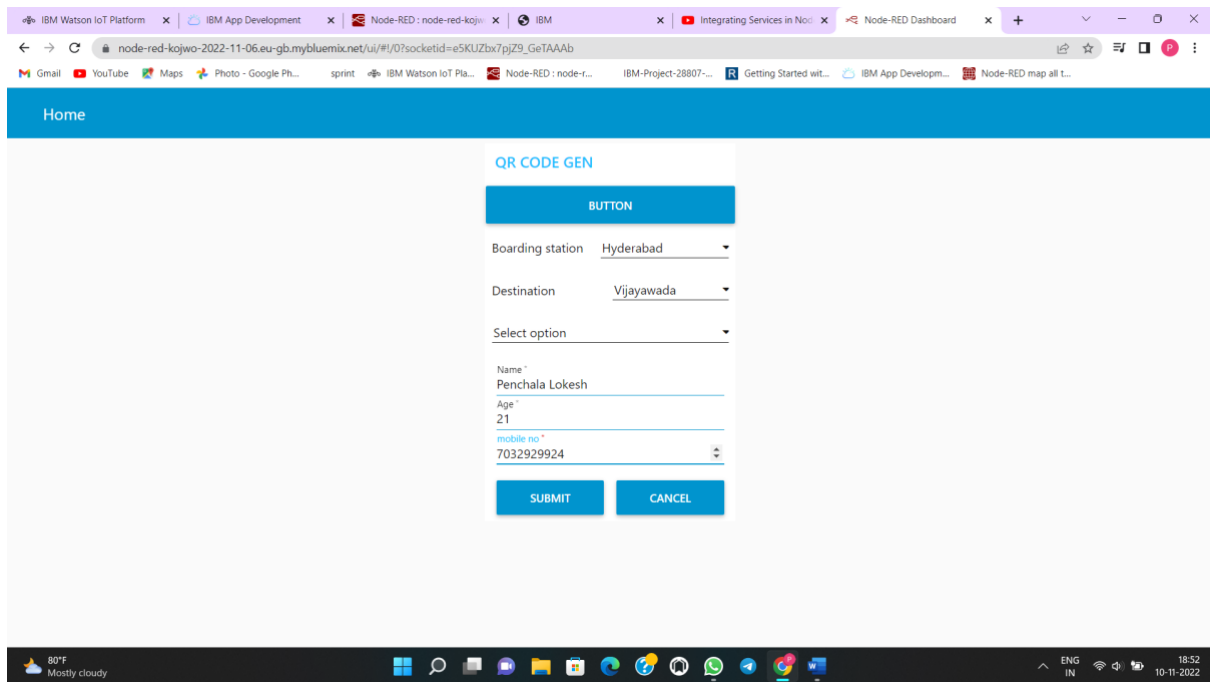 IBM Watson IoT Platform IBM App Development Node-RED : node-red-kojw IBM Integrating Services in Nod Node-RED Dashboard
node-red-kojwo-2022-11-06.eu-gb.mybluemix.net/ui/#!/0?socketid=e5KUZbx7pjZ9_GeTAAAb P
Gmail YouTube Maps Photo - Google Ph... sprint IBM Watson IoT Pla... Node-RED : node-r... IBM-Project-28807-... R Getting Started wit... IBM App Developm... Node-RED map all t...
Home
QR CODE GEN
BUTTON
Boarding station Hyderabad
Destination Vijayawada
Select option
Name *
Penchala Lokesh
Age *
21
mobile no *
7032929924
SUBMIT CANCEL
80°F
Mostly cloudy
ENG
IN
18:52
10-11-2022